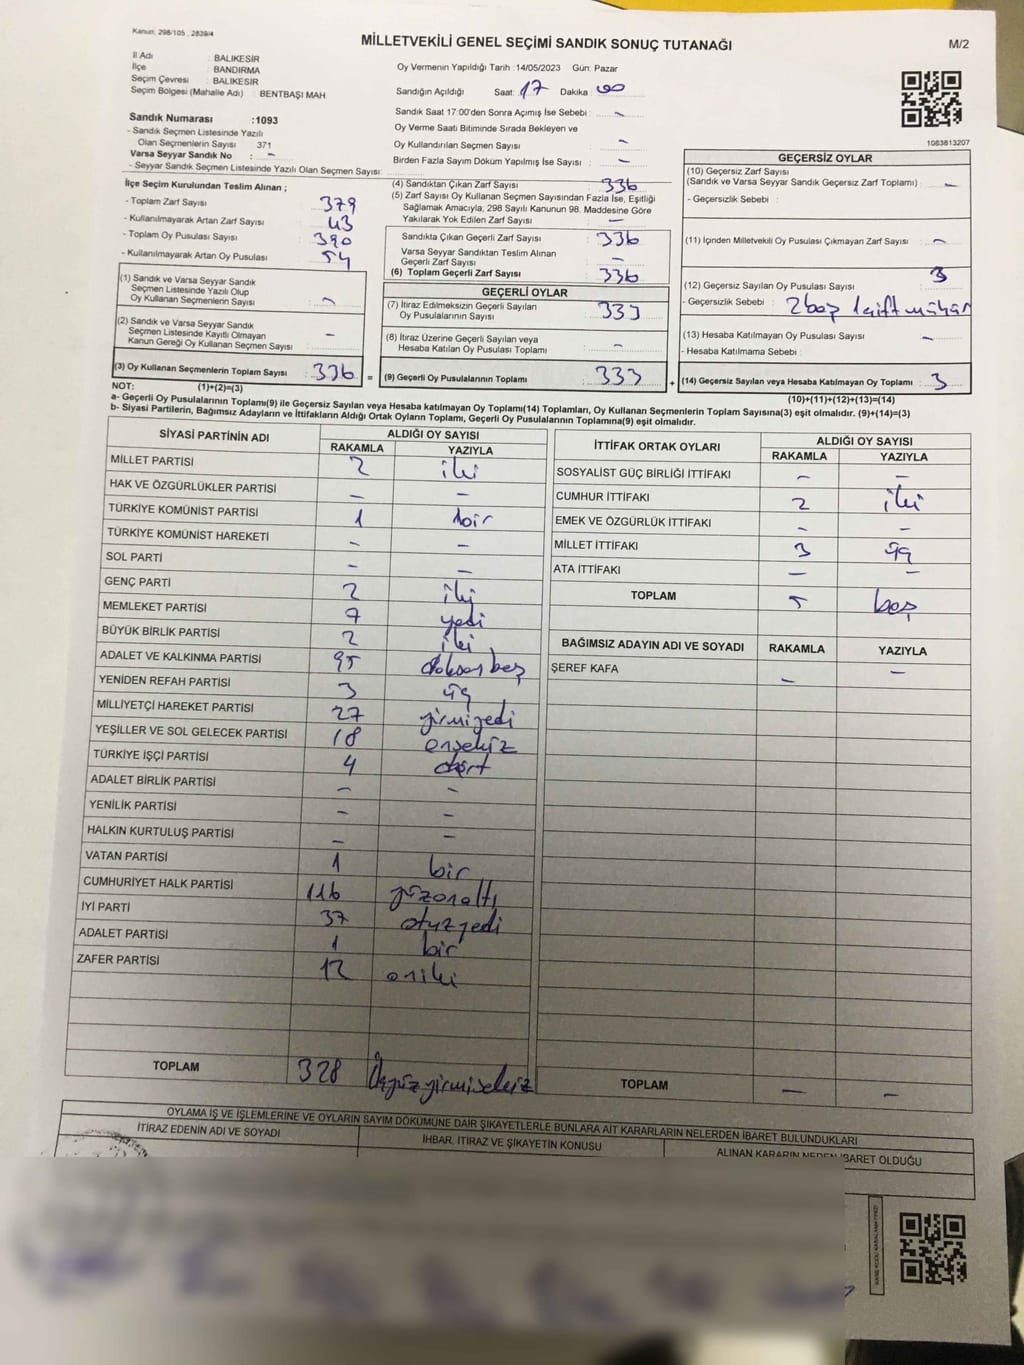 Kanun: 298/105, 2839/4
MİLLETVEKİLİ GENEL SEÇİMİ SANDIK SONUÇ TUTANAĞI
M/2
İl Adı : BALIKESİR
İlçe : BANDIRMA
Seçim Çevresi : BALIKESİR
Seçim Bölgesi (Mahalle Adı) : BENTBAŞI MAH
Oy Vermenin Yapıldığı Tarih : 14/05/2023 Gün: Pazar
Sandığın Açıldığı Saat: 17 Dakika 00
Sandık Saat 17:00'den Sonra Açımış İse Sebebi : -
Oy Verme Saati Bitiminde Sırada Bekleyen ve
Oy Kullandırılan Seçmen Sayısı : -
Birden Fazla Sayım Döküm Yapılmış İse Sayısı : -
1083813207
Sandık Numarası : 1093
- Sandık Seçmen Listesinde Yazılı
Olan Seçmenlerin Sayısı 371
Varsa Seyyar Sandık No : -
- Seyyar Sandık Seçmen Listesinde Yazılı Olan Seçmen Sayısı:
İlçe Seçim Kurulundan Teslim Alınan ;
- Toplam Zarf Sayısı 379
- Kullanılmayarak Artan Zarf Sayısı 43
- Toplam Oy Pusulası Sayısı 390
- Kullanılmayarak Artan Oy Pusulası 54
(1) Sandık ve Varsa Seyyar Sandık
Seçmen Listesinde Yazılı Olup
Oy Kullanan Seçmenlerin Sayısı : -
(2) Sandık ve Varsa Seyyar Sandık
Seçmen Listesinde Kayıtlı Olmayan
Kanun Gereği Oy Kullanan Seçmen Sayısı : -
(3) Oy Kullanan Seçmenlerin Toplam Sayısı : 336
=
(4) Sandıktan Çıkan Zarf Sayısı : 336
(5) Zarf Sayısı Oy Kullanan Seçmen Sayısından Fazla İse, Eşitliği
Sağlamak Amacıyla, 298 Sayılı Kanunun 98. Maddesine Göre
Yakılarak Yok Edilen Zarf Sayısı : -
Sandıkta Çıkan Geçerli Zarf Sayısı : 336
Varsa Seyyar Sandıktan Teslim Alınan
Geçerli Zarf Sayısı : -
(6) Toplam Geçerli Zarf Sayısı : 336
GEÇERLİ OYLAR
(7) İtiraz Edilmeksizin Geçerli Sayılan
Oy Pusulalarının Sayısı : 333
(8) İtiraz Üzerine Geçerli Sayılan veya
Hesaba Katılan Oy Pusulası Toplamı : -
(9) Geçerli Oy Pusulalarının Toplamı : 333
+
GEÇERSİZ OYLAR
(10) Geçersiz Zarf Sayısı
(Sandık ve Varsa Seyyar Sandık Geçersiz Zarf Toplamı) : -
- Geçersizlik Sebebi :
(11) İçinden Milletvekili Oy Pusulası Çıkmayan Zarf Sayısı : -
(12) Geçersiz Sayılan Oy Pusulası Sayısı : 3
- Geçersizlik Sebebi : 2 boş 1 çift mühür
(13) Hesaba Katılmayan Oy Pusulası Sayısı : -
- Hesaba Katılmama Sebebi :
(14) Geçersiz Sayılan veya Hesaba Katılmayan Oy Toplamı : 3
NOT: (1)+(2)=(3)
(10)+(11)+(12)+(13)=(14)
a- Geçerli Oy Pusulalarının Toplamı(9) ile Geçersiz Sayılan veya Hesaba katılmayan Oy Toplamı(14) Toplamları, Oy Kullanan Seçmenlerin Toplam Sayısına(3) eşit olmalıdır. (9)+(14)=(3)
b- Siyasi Partilerin, Bağımsız Adayların ve İttifakların Aldığı Ortak Oyların Toplamı, Geçerli Oy Pusulalarının Toplamına(9) eşit olmalıdır.
SİYASİ PARTİNİN ADI ALDIĞI OY SAYISI
RAKAMLA YAZIYLA
MİLLET PARTİSİ 2 iki
HAK VE ÖZGÜRLÜKLER PARTİSİ - -
TÜRKİYE KOMÜNİST PARTİSİ 1 bir
TÜRKİYE KOMÜNİST HAREKETİ - -
SOL PARTİ - -
GENÇ PARTİ 2 iki
MEMLEKET PARTİSİ 7 yedi
BÜYÜK BİRLİK PARTİSİ 2 iki
ADALET VE KALKINMA PARTİSİ 95 doksan beş
YENİDEN REFAH PARTİSİ 3 üç
MİLLİYETÇİ HAREKET PARTİSİ 27 yirmiyedi
YEŞİLLER VE SOL GELECEK PARTİSİ 18 onsekiz
TÜRKİYE İŞÇİ PARTİSİ 4 dört
ADALET BİRLİK PARTİSİ - -
YENİLİK PARTİSİ - -
HALKIN KURTULUŞ PARTİSİ - -
VATAN PARTİSİ 1 bir
CUMHURİYET HALK PARTİSİ 116 yüzonaltı
İYİ PARTİ 37 otuzyedi
ADALET PARTİSİ 1 bir
ZAFER PARTİSİ 12 oniki
TOPLAM 328 Üçyüzyirmisekiz
İTTİFAK ORTAK OYLARI ALDIĞI OY SAYISI
RAKAMLA YAZIYLA
SOSYALİST GÜÇ BİRLİĞİ İTTİFAKI - -
CUMHUR İTTİFAKI 2 iki
EMEK VE ÖZGÜRLÜK İTTİFAKI - -
MİLLET İTTİFAKI 3 üç
ATA İTTİFAKI - -
TOPLAM 5 beş
BAĞIMSIZ ADAYIN ADI VE SOYADI RAKAMLA YAZIYLA
ŞEREF KAFA - -
TOPLAM - -
OYLAMA İŞ VE İŞLEMLERİNE VE OYLARIN SAYIM DÖKÜMÜNE DAİR ŞİKAYETLERLE BUNLARA AİT KARARLARIN NELERDEN İBARET BULUNDUKLARI
İTİRAZ EDENİN ADI VE SOYADI İHBAR, İTİRAZ VE ŞİKAYETİN KONUSU ALINAN KARARIN NEDEN İBARET OLDUĞU